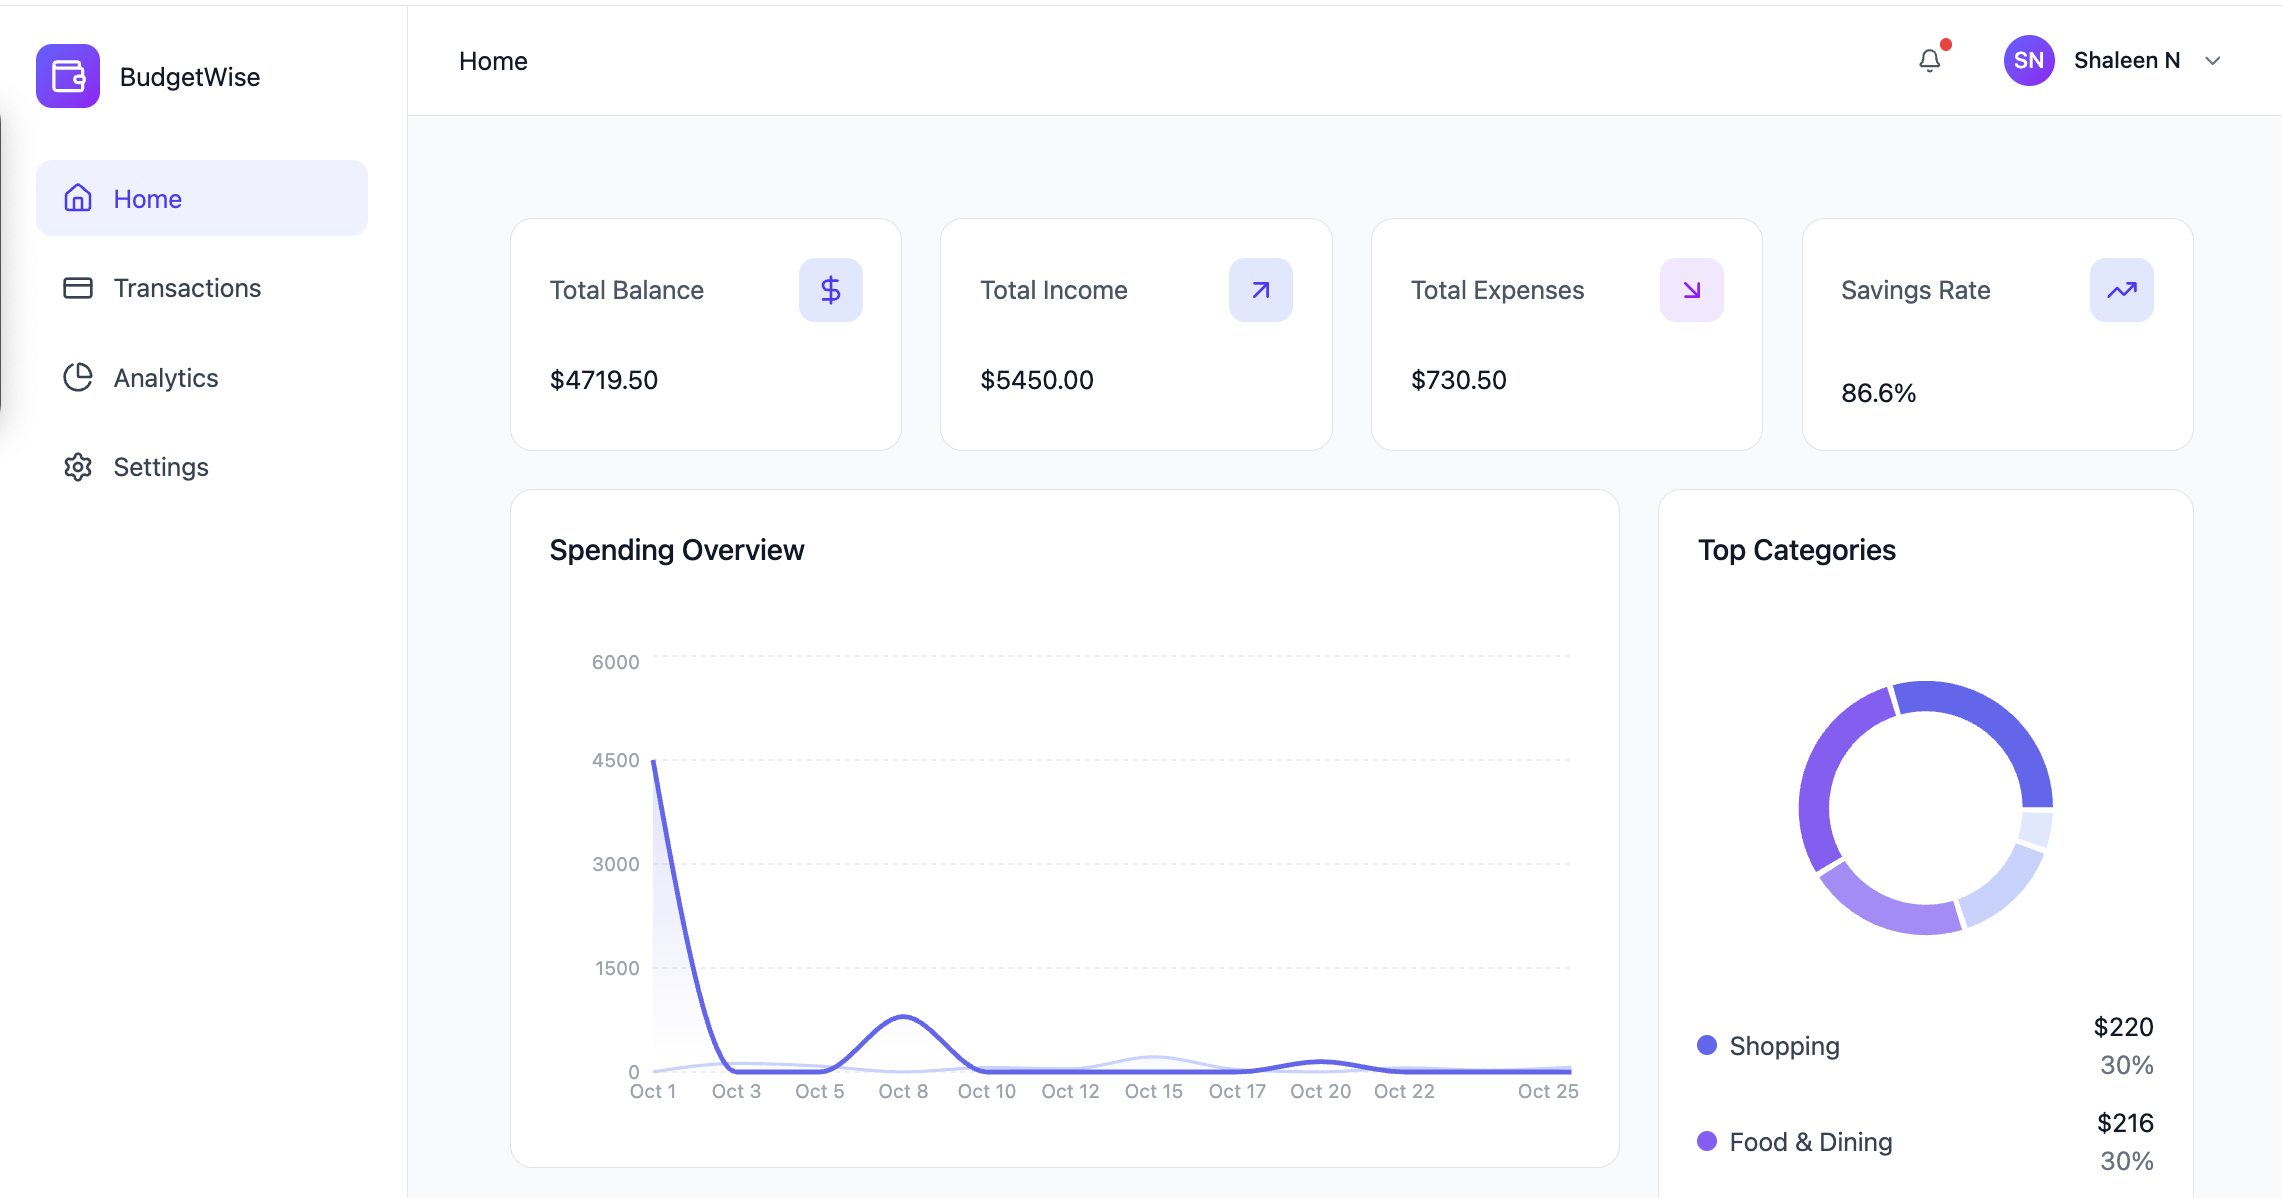 BudgetWise
Home
Transactions
Analytics
Settings
Home
SN
Shaleen N
Total Balance
$4719.50
Total Income
$5450.00
Total Expenses
$730.50
Savings Rate
86.6%
Spending Overview
6000
4500
3000
1500
0
Oct 1 Oct 3 Oct 5 Oct 8 Oct 10 Oct 12 Oct 15 Oct 17 Oct 20 Oct 22 Oct 25
Top Categories
Shopping
$220
30%
Food & Dining
$216
30%